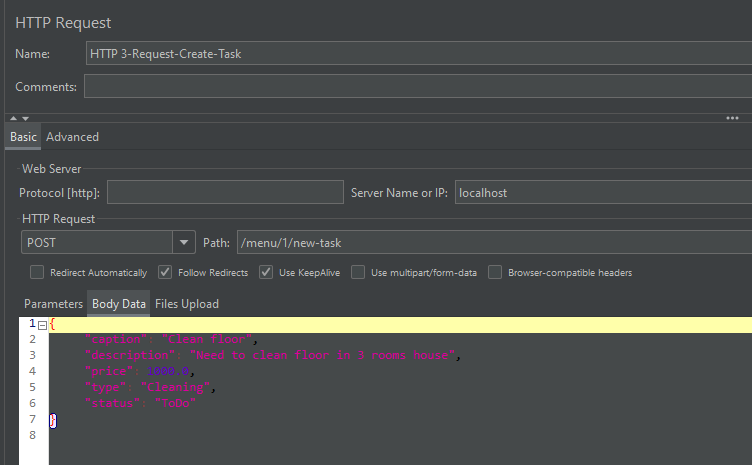 HTTP Request
Name: HTTP 3-Request-Create-Task
Comments:
Basic Advanced
Web Server
Protocol [http]: Server Name or IP: localhost
HTTP Request
POST Path: /menu/1/new-task
Redirect Automatically Follow Redirects Use KeepAlive Use multipart/form-data Browser-compatible headers
Parameters Body Data Files Upload
1 {
2 "caption": "Clean floor",
3 "description": "Need to clean floor in 3 rooms house",
4 "price": 1000.0,
5 "type": "Cleaning",
6 "status": "ToDo"
7 }
8